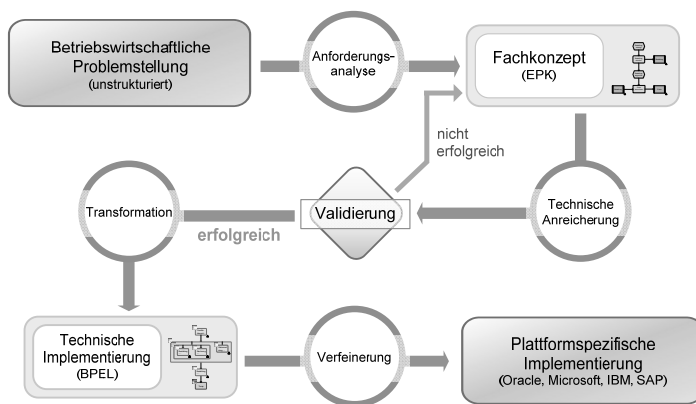 Betriebswirtschaftliche
Problemstellung
(unstrukturiert)
Anforderungs-
analyse
Fachkonzept
(EPK)
nicht
erfolgreich
Transformation
erfolgreich
Validierung
Technische
Anreicherung
Technische
Implementierung
(BPEL)
Verfeinerung
Plattformspezifische
Implementierung
(Oracle, Microsoft, IBM, SAP)